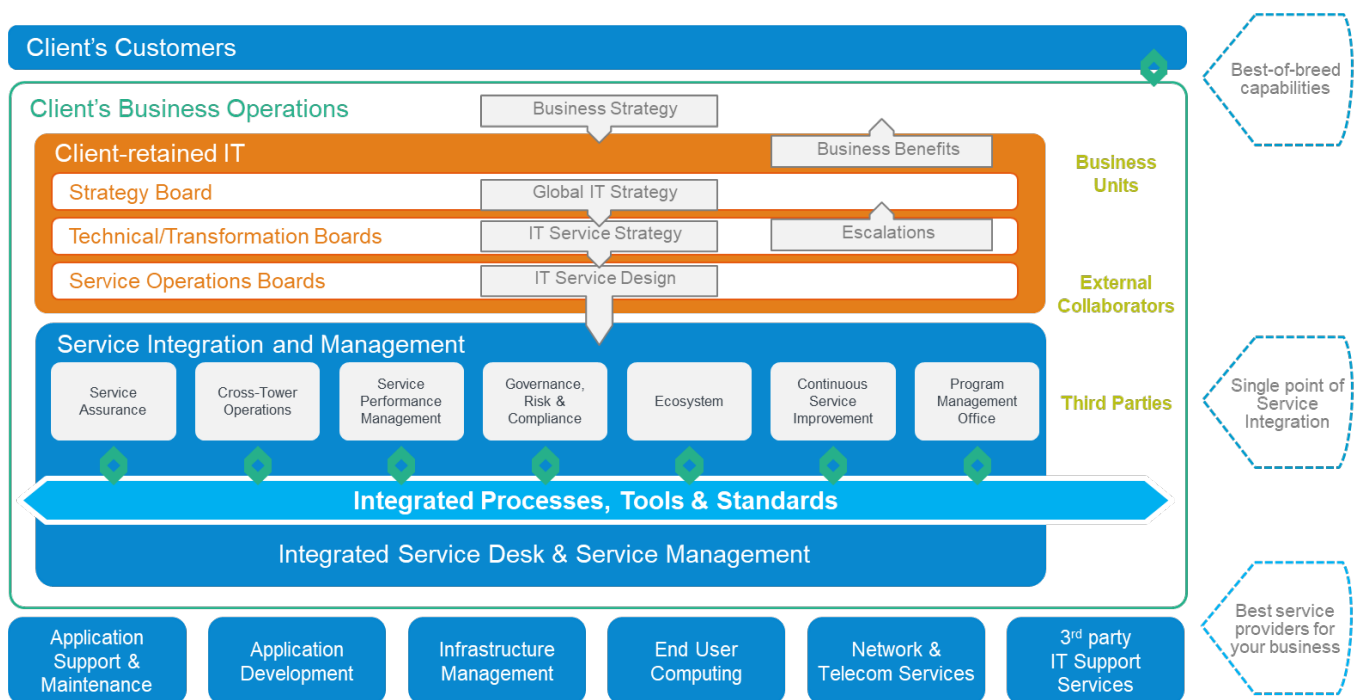 Client's Customers
Best-of-breed
capabilities
Client's Business Operations
Business Strategy
Client-retained IT
Business Benefits
Business
Units
Strategy Board
Global IT Strategy
Technical/Transformation Boards
IT Service Strategy
Escalations
Service Operations Boards
IT Service Design
External
Collaborators
Service Integration and Management
Service
Assurance
Cross-Tower
Operations
Service
Performance
Management
Governance,
Risk &
Compliance
Ecosystem
Continuous
Service
Improvement
Program
Management
Office
Third Parties
Single point of
Service
Integration
Integrated Processes, Tools & Standards
Integrated Service Desk & Service Management
Application
Support &
Maintenance
Application
Development
Infrastructure
Management
End User
Computing
Network &
Telecom Services
3rd party
IT Support
Services
Best service
providers for
your business